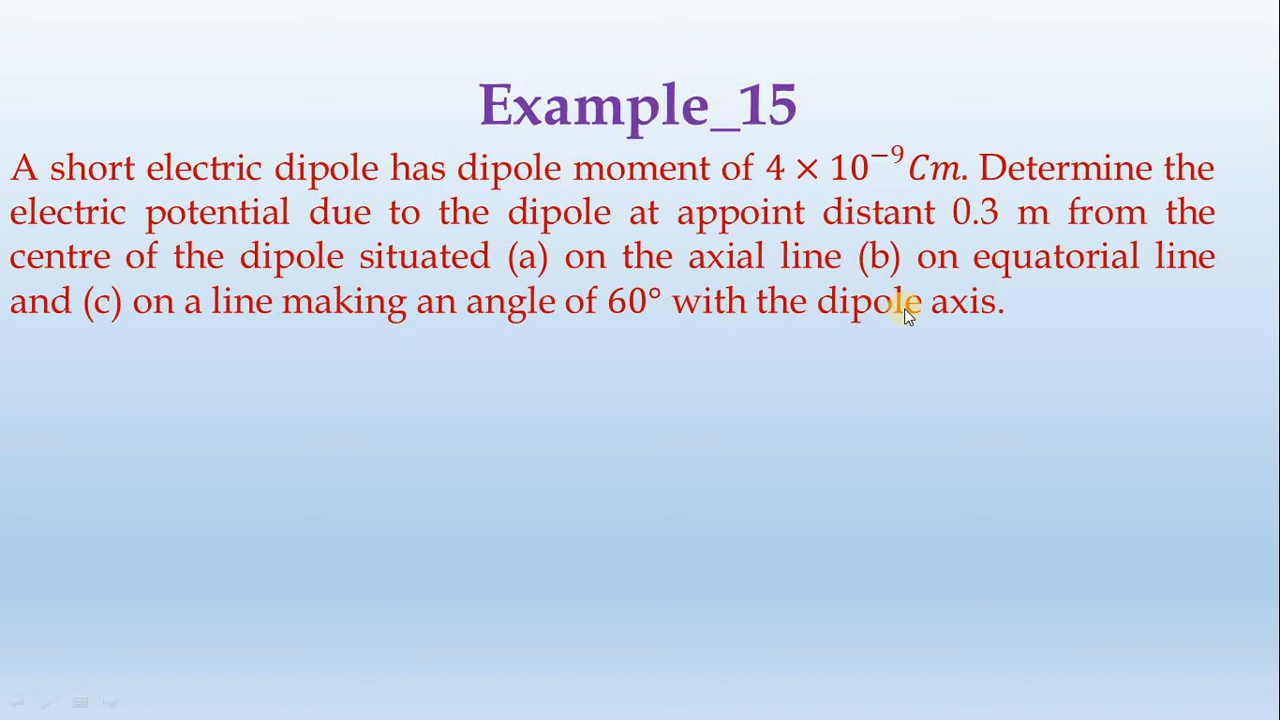 Example_15
A short electric dipole has dipole moment of 4 × 10⁻⁹ Cm. Determine the
electric potential due to the dipole at appoint distant 0.3 m from the
centre of the dipole situated (a) on the axial line (b) on equatorial line
and (c) on a line making an angle of 60° with the dipole axis.